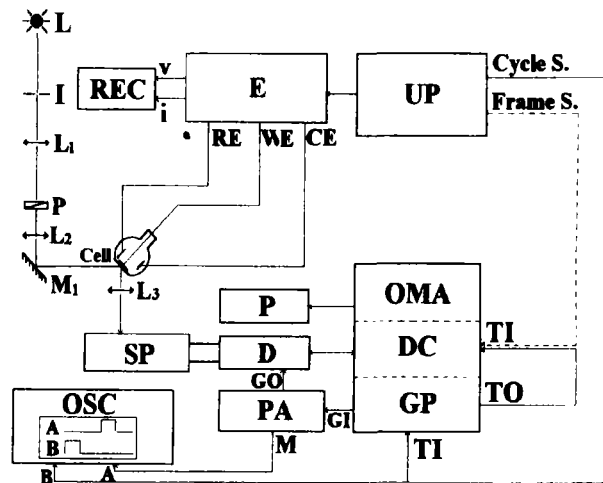 L
I
L1
P
L2
M1
REC
v
i
E
RE WE CE
UP
Cycle S.
Frame S.
Cell
L3
SP
P
D
GO
PA
M
GI
OMA
DC
GP
TI
TO
TI
OSC
A
B
B A